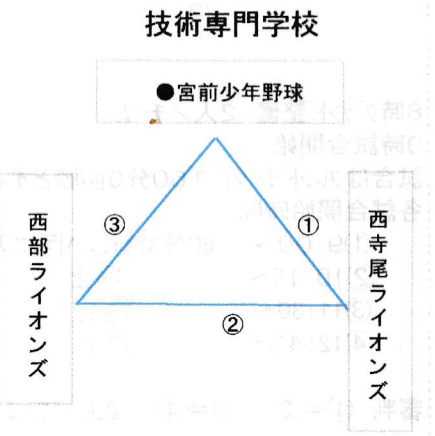 技術専門学校
●宮前少年野球
西部ライオンズ
③
①
西寺尾ライオンズ
②